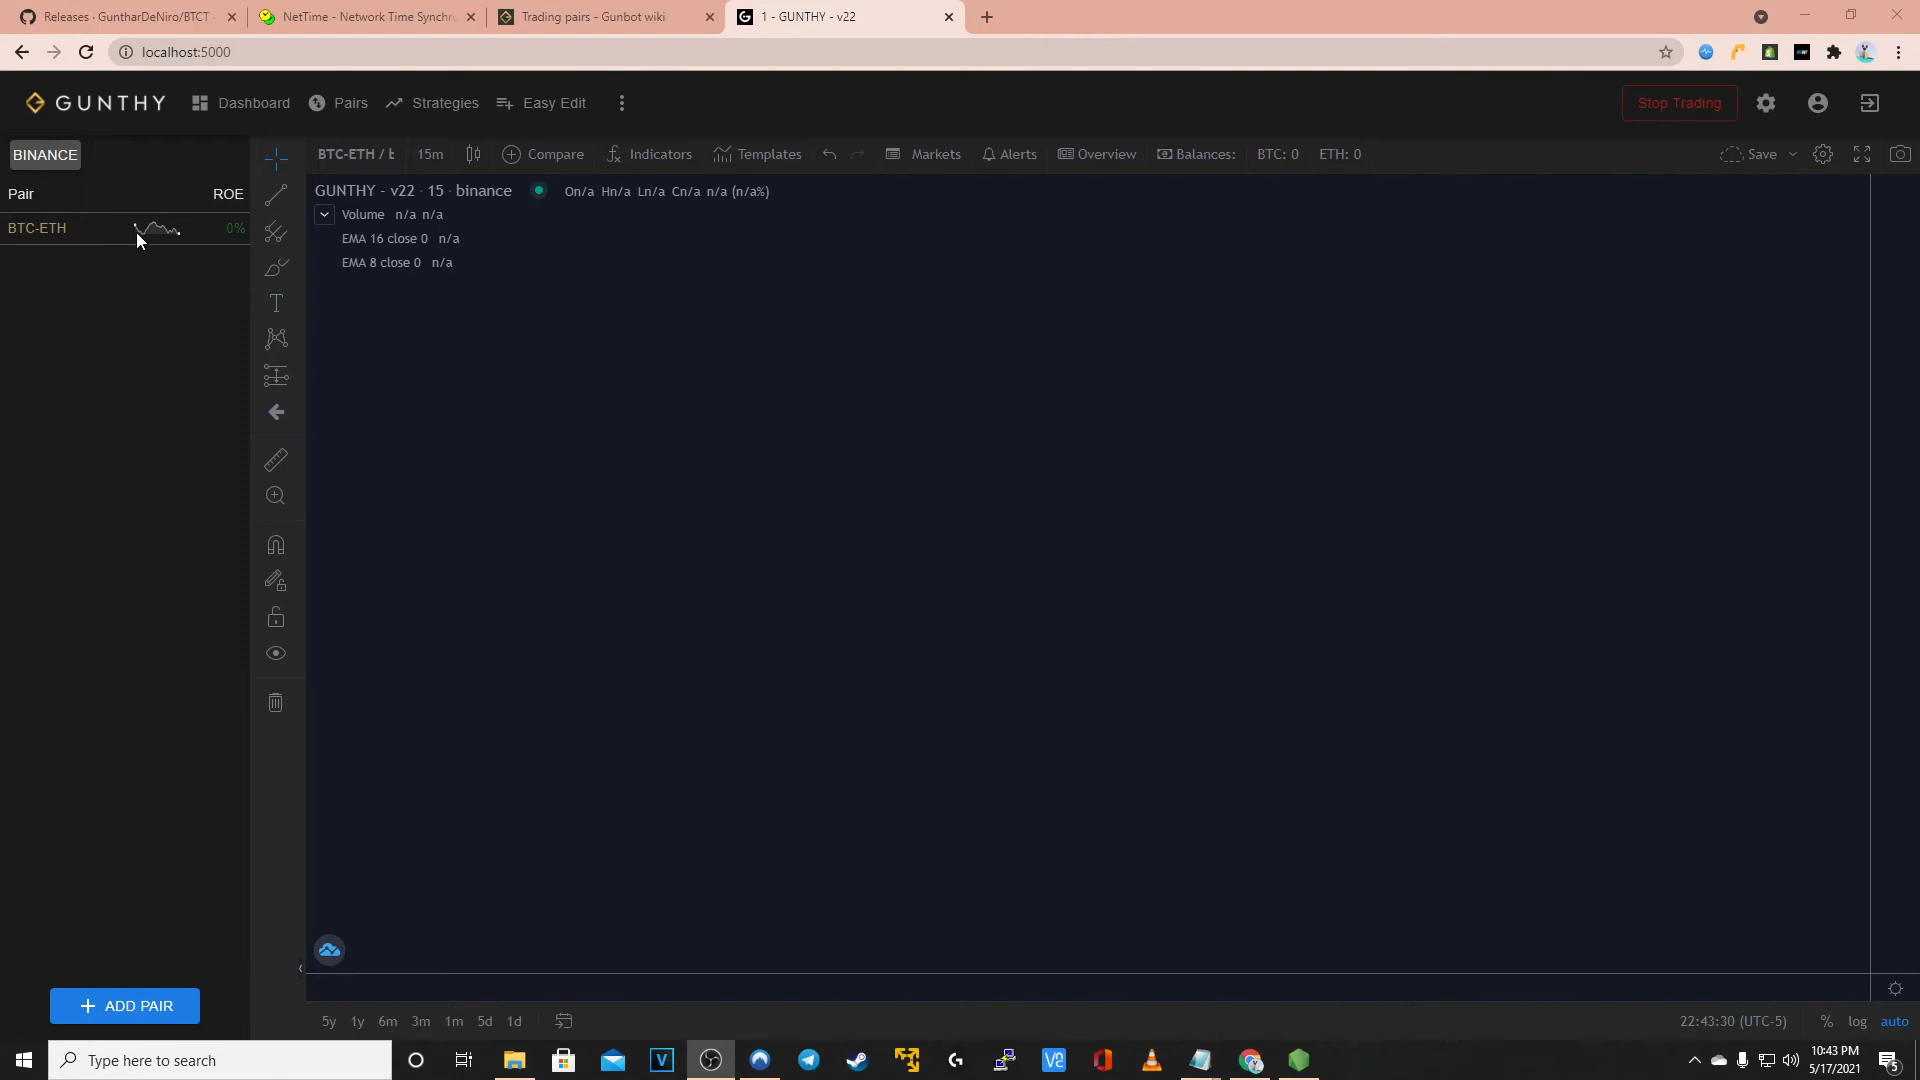 Releases · GuntharDeNiro/BTCT
NetTime - Network Time Synchr
Trading pairs - Gunbot wiki
1 - GUNTHY - v22
localhost:5000
GUNTHY
Dashboard
Pairs
Strategies
Easy Edit
Stop Trading
BINANCE
BTC-ETH / b
15m
Compare
Indicators
Templates
Markets
Alerts
Overview
Balances:
BTC: 0
ETH: 0
Save
Pair
ROE
GUNTHY - v22 · 15 · binance
On/a Hn/a Ln/a Cn/a n/a (n/a%)
Volume n/a n/a
BTC-ETH
0%
EMA 16 close 0 n/a
EMA 8 close 0 n/a
ADD PAIR
5y 1y 6m 3m 1m 5d 1d
22:43:30 (UTC-5)
%
log
auto
Type here to search
10:43 PM
5/17/2021
5